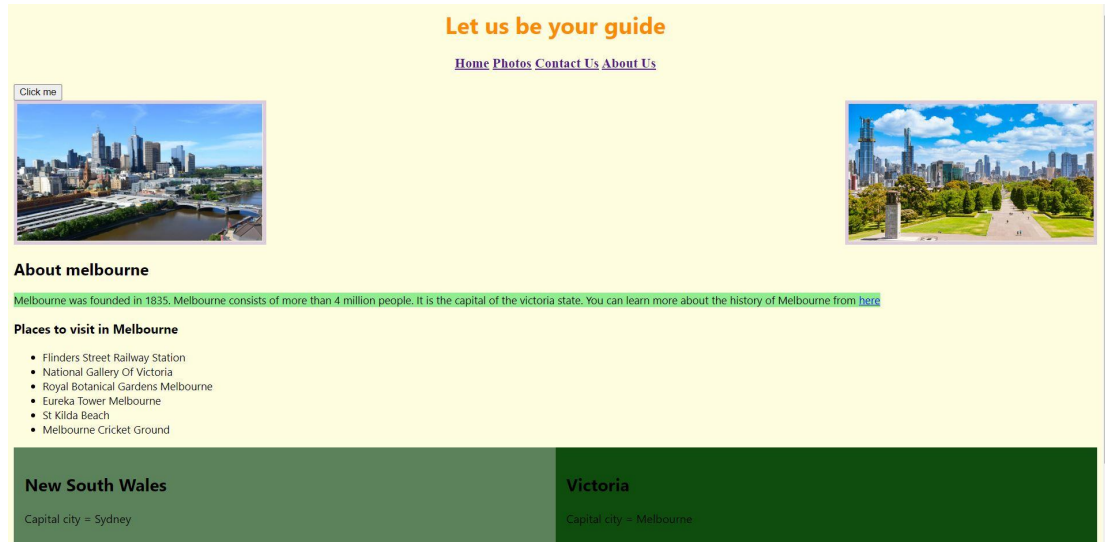 Let us be your guide
Home Photos Contact Us About Us
Click me
About melbourne
Melbourne was founded in 1835. Melbourne consists of more than 4 million people. It is the capital of the victoria state. You can learn more about the history of Melbourne from here
Places to visit in Melbourne
Flinders Street Railway Station
National Gallery Of Victoria
Royal Botanical Gardens Melbourne
Eureka Tower Melbourne
St Kilda Beach
Melbourne Cricket Ground
New South Wales
Capital city = Sydney
Victoria
Capital city = Melbourne